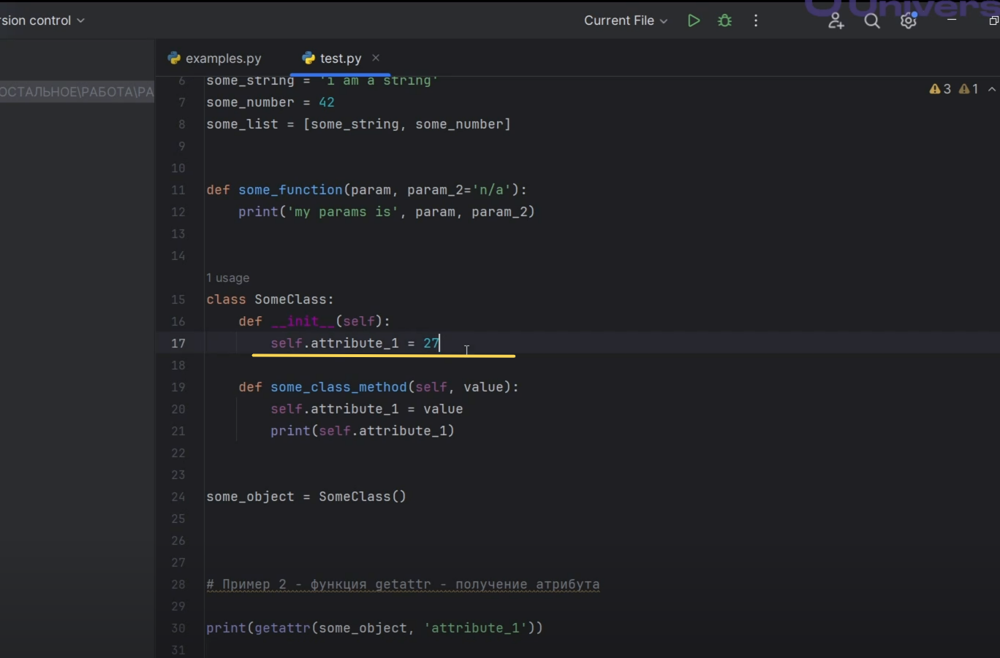 rsion control
Current File
Univers
examples.py
test.py
ОСТАЛЬНОЕ\РАБОТА\РА
3 1
6 some_string = 'i am a string'
7 some_number = 42
8 some_list = [some_string, some_number]
9
10
11 def some_function(param, param_2='n/a'):
12 print('my params is', param, param_2)
13
14
1 usage
15 class SomeClass:
16 def __init__(self):
17 self.attribute_1 = 27
18
19 def some_class_method(self, value):
20 self.attribute_1 = value
21 print(self.attribute_1)
22
23
24 some_object = SomeClass()
25
26
27
28 # Пример 2 - функция getattr - получение атрибута
29
30 print(getattr(some_object, 'attribute_1'))
31